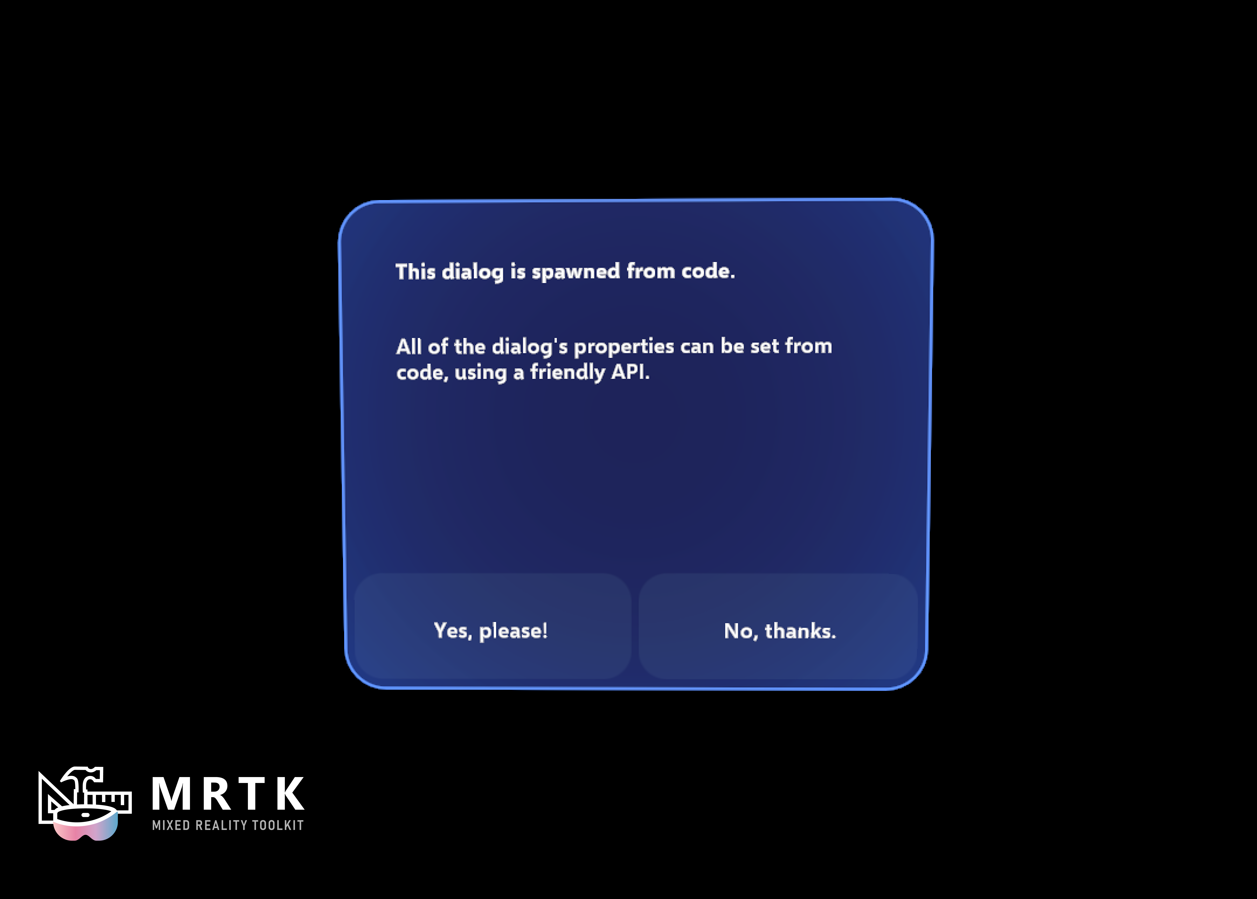 This dialog is spawned from code.
All of the dialog's properties can be set from
code, using a friendly API.
Yes, please!
No, thanks.
MRTK
MIXED REALITY TOOLKIT